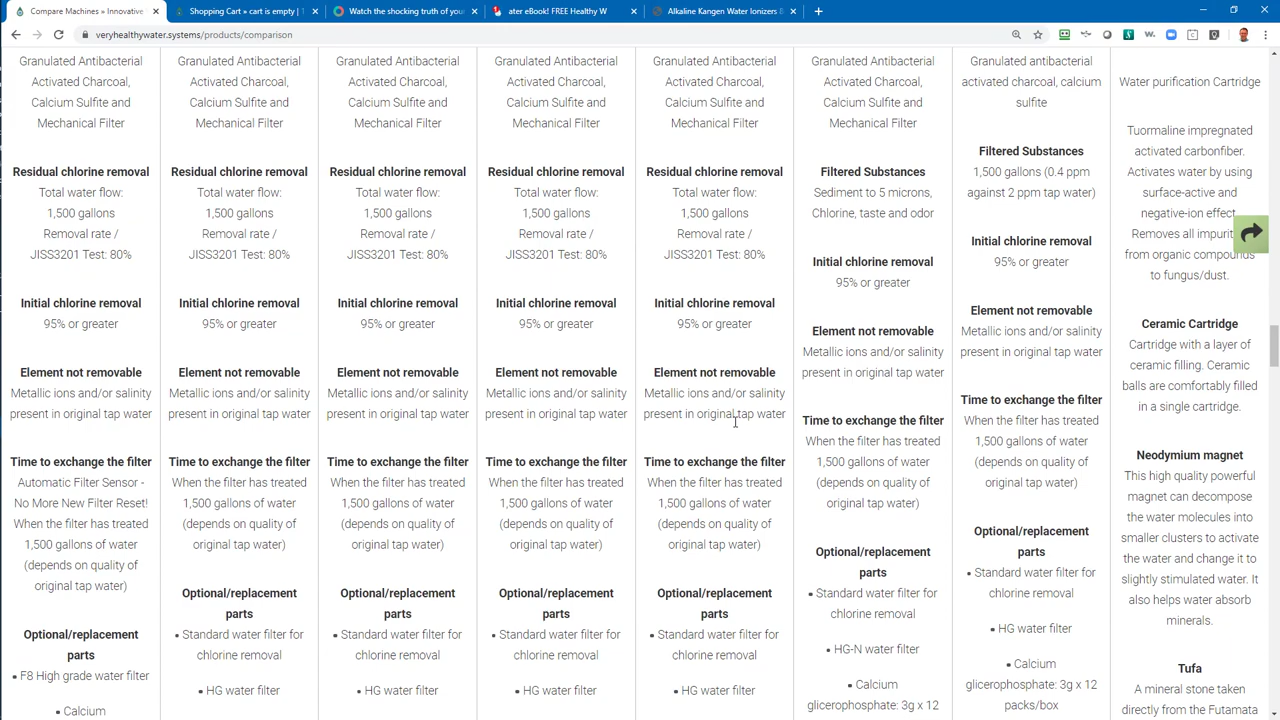 Compare Machines » Innovative
Shopping Cart » cart is empty | T
Watch the shocking truth of your
ater eBook! FREE Healthy W
Alkaline Kangen Water Ionizers &
veryhealthywater.systems/products/comparison
Granulated Antibacterial
Activated Charcoal,
Calcium Sulfite and
Mechanical Filter
Residual chlorine removal
Total water flow:
1,500 gallons
Removal rate /
JISS3201 Test: 80%
Initial chlorine removal
95% or greater
Element not removable
Metallic ions and/or salinity
present in original tap water
Time to exchange the filter
Automatic Filter Sensor -
No More New Filter Reset!
When the filter has treated
1,500 gallons of water
(depends on quality of
original tap water)
Optional/replacement
parts
• F8 High grade water filter
• Calcium
Granulated Antibacterial
Activated Charcoal,
Calcium Sulfite and
Mechanical Filter
Residual chlorine removal
Total water flow:
1,500 gallons
Removal rate /
JISS3201 Test: 80%
Initial chlorine removal
95% or greater
Element not removable
Metallic ions and/or salinity
present in original tap water
Time to exchange the filter
When the filter has treated
1,500 gallons of water
(depends on quality of
original tap water)
Optional/replacement
parts
• Standard water filter for
chlorine removal
• HG water filter
Granulated Antibacterial
Activated Charcoal,
Calcium Sulfite and
Mechanical Filter
Residual chlorine removal
Total water flow:
1,500 gallons
Removal rate /
JISS3201 Test: 80%
Initial chlorine removal
95% or greater
Element not removable
Metallic ions and/or salinity
present in original tap water
Time to exchange the filter
When the filter has treated
1,500 gallons of water
(depends on quality of
original tap water)
Optional/replacement
parts
• Standard water filter for
chlorine removal
• HG water filter
Granulated Antibacterial
Activated Charcoal,
Calcium Sulfite and
Mechanical Filter
Residual chlorine removal
Total water flow:
1,500 gallons
Removal rate /
JISS3201 Test: 80%
Initial chlorine removal
95% or greater
Element not removable
Metallic ions and/or salinity
present in original tap water
Time to exchange the filter
When the filter has treated
1,500 gallons of water
(depends on quality of
original tap water)
Optional/replacement
parts
• Standard water filter for
chlorine removal
• HG water filter
Granulated Antibacterial
Activated Charcoal,
Calcium Sulfite and
Mechanical Filter
Residual chlorine removal
Total water flow:
1,500 gallons
Removal rate /
JISS3201 Test: 80%
Initial chlorine removal
95% or greater
Element not removable
Metallic ions and/or salinity
present in original tap water
Time to exchange the filter
When the filter has treated
1,500 gallons of water
(depends on quality of
original tap water)
Optional/replacement
parts
• Standard water filter for
chlorine removal
• HG water filter
Granulated Antibacterial
Activated Charcoal,
Calcium Sulfite and
Mechanical Filter
Filtered Substances
Sediment to 5 microns,
Chlorine, taste and odor
Initial chlorine removal
95% or greater
Element not removable
Metallic ions and/or salinity
present in original tap water
Time to exchange the filter
When the filter has treated
1,500 gallons of water
(depends on quality of
original tap water)
Optional/replacement
parts
• Standard water filter for
chlorine removal
• HG-N water filter
• Calcium
glicerophosphate: 3g x 12
Granulated antibacterial
activated charcoal, calcium
sulfite
Filtered Substances
1,500 gallons (0.4 ppm
against 2 ppm tap water)
Initial chlorine removal
95% or greater
Element not removable
Metallic ions and/or salinity
present in original tap water
Time to exchange the filter
When the filter has treated
1,500 gallons of water
(depends on quality of
original tap water)
Optional/replacement
parts
• Standard water filter for
chlorine removal
• HG water filter
• Calcium
glicerophosphate: 3g x 12
packs/box
Water purification Cartridge
Tuormaline impregnated
activated carbonfiber.
Activates water by using
surface-active and
negative-ion effect.
Removes all impurit
from organic compounds
to fungus/dust.
Ceramic Cartridge
Cartridge with a layer of
ceramic filling. Ceramic
balls are comfortably filled
in a single cartridge.
Neodymium magnet
This high quality powerful
magnet can decompose
the water molecules into
smaller clusters to activate
the water and change it to
slightly stimulated water. It
also helps water absorb
minerals.
Tufa
A mineral stone taken
directly from the Futamata